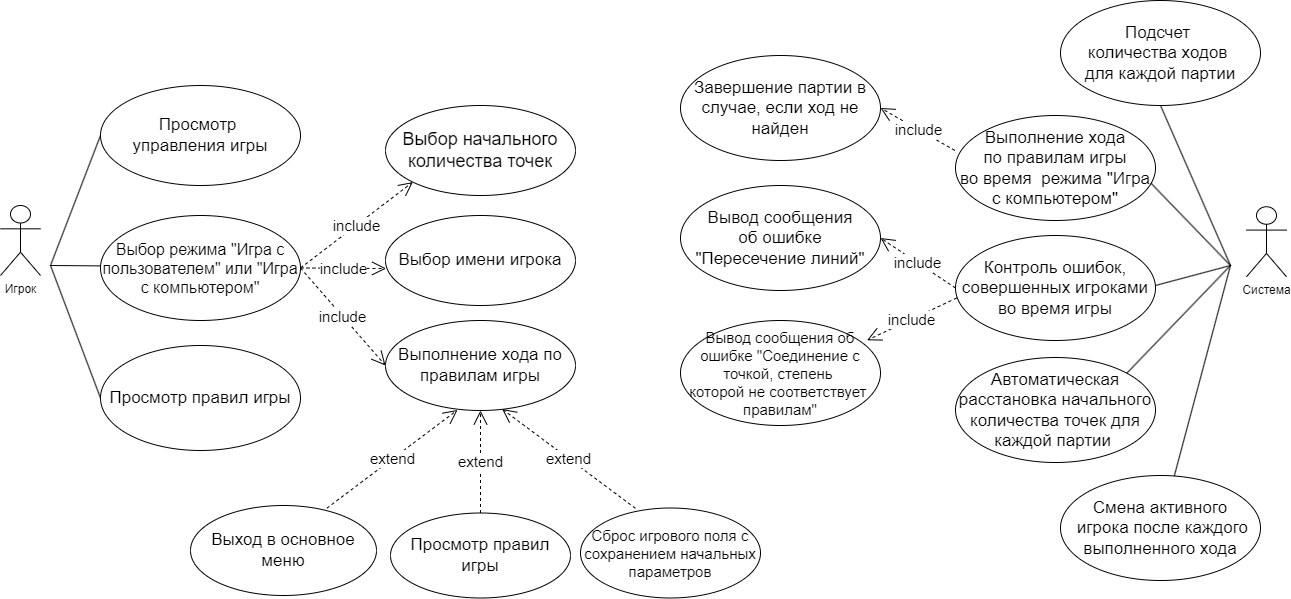 Просмотр
управления игры
Игрок
Выбор режима "Игра с
пользователем" или "Игра
с компьютером"
Просмотр правил игры
include
include
include
Выбор начального
количества точек
Выбор имени игрока
Выполнение хода по
правилам игры
extend
extend
extend
Выход в основное
меню
Просмотр правил
игры
Сброс игрового поля с
сохранением начальных
параметров
Завершение партии в
случае, если ход не
найден
include
Вывод сообщения
об ошибке
"Пересечение линий"
include
include
Вывод сообщения об
ошибке "Соединение с
точкой, степень
которой не соответствует
правилам"
Подсчет
количества ходов
для каждой партии
Выполнение хода
по правилам игры
во время режима "Игра
с компьютером"
Контроль ошибок,
совершенных игроками
во время игры
Автоматическая
расстановка начального
количества точек для
каждой партии
Смена активного
игрока после каждого
выполненного хода
Система